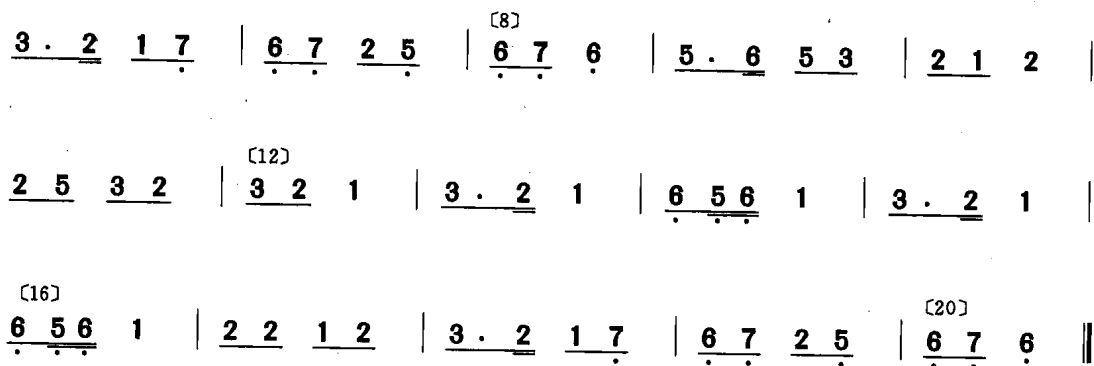 〔8〕
3 . 2 1 7 | 6 7 2 5 | 6 7 6 | 5 . 6 5 3 | 2 1 2 |
〔12〕
2 5 3 2 | 3 2 1 | 3 . 2 1 | 6 5 6 1 | 3 . 2 1 |
〔16〕 〔20〕
6 5 6 1 | 2 2 1 2 | 3 . 2 1 7 | 6 7 2 5 | 6 7 6 ‖